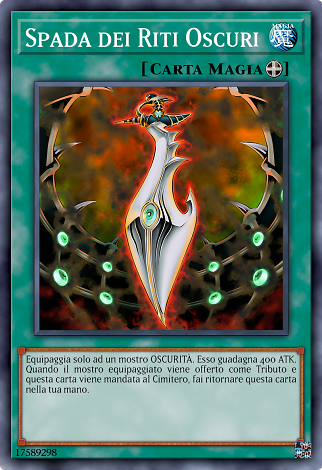 Spada dei Riti Oscuri
MAGIA
魔
[Carta Magia]
Equipaggia solo ad un mostro OSCURITÀ. Esso guadagna 400 ATK.
Quando il mostro equipaggiato viene offerto come Tributo e
questa carta viene mandata al Cimitero, fai ritornare questa carta
nella tua mano.
17589298